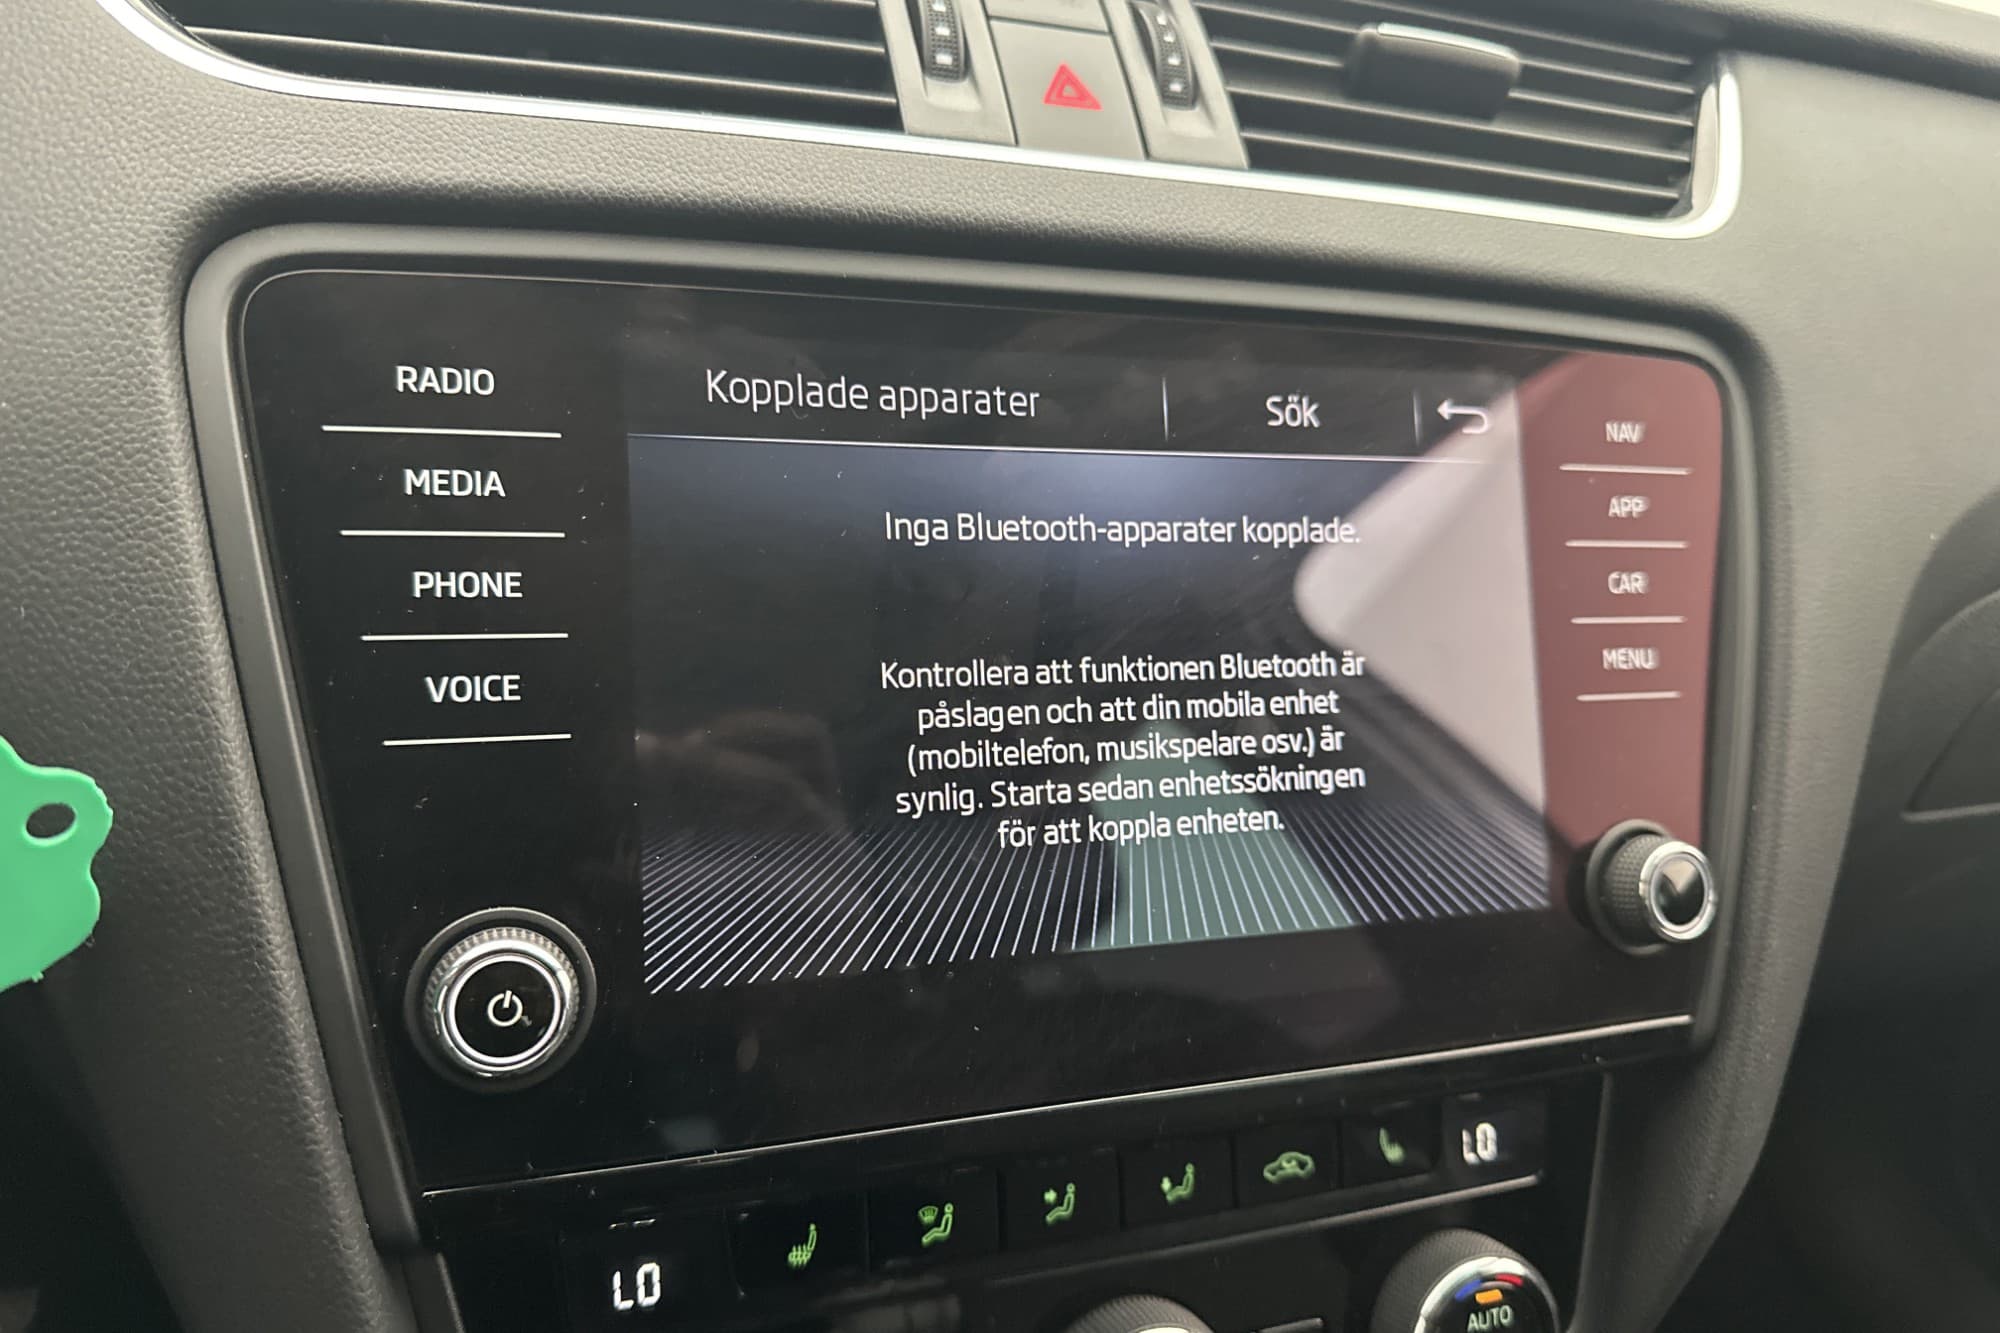 RADIO
MEDIA
PHONE
VOICE
Kopplade apparater
Sök
Inga Bluetooth-apparater kopplade.
Kontrollera att funktionen Bluetooth är
påslagen och att din mobila enhet
(mobiltelefon, musikspelare osv.) är
synlig. Starta sedan enhetssökningen
för att koppla enheten.
NAV
APP
CAR
MENU
LO
LO
AUTO